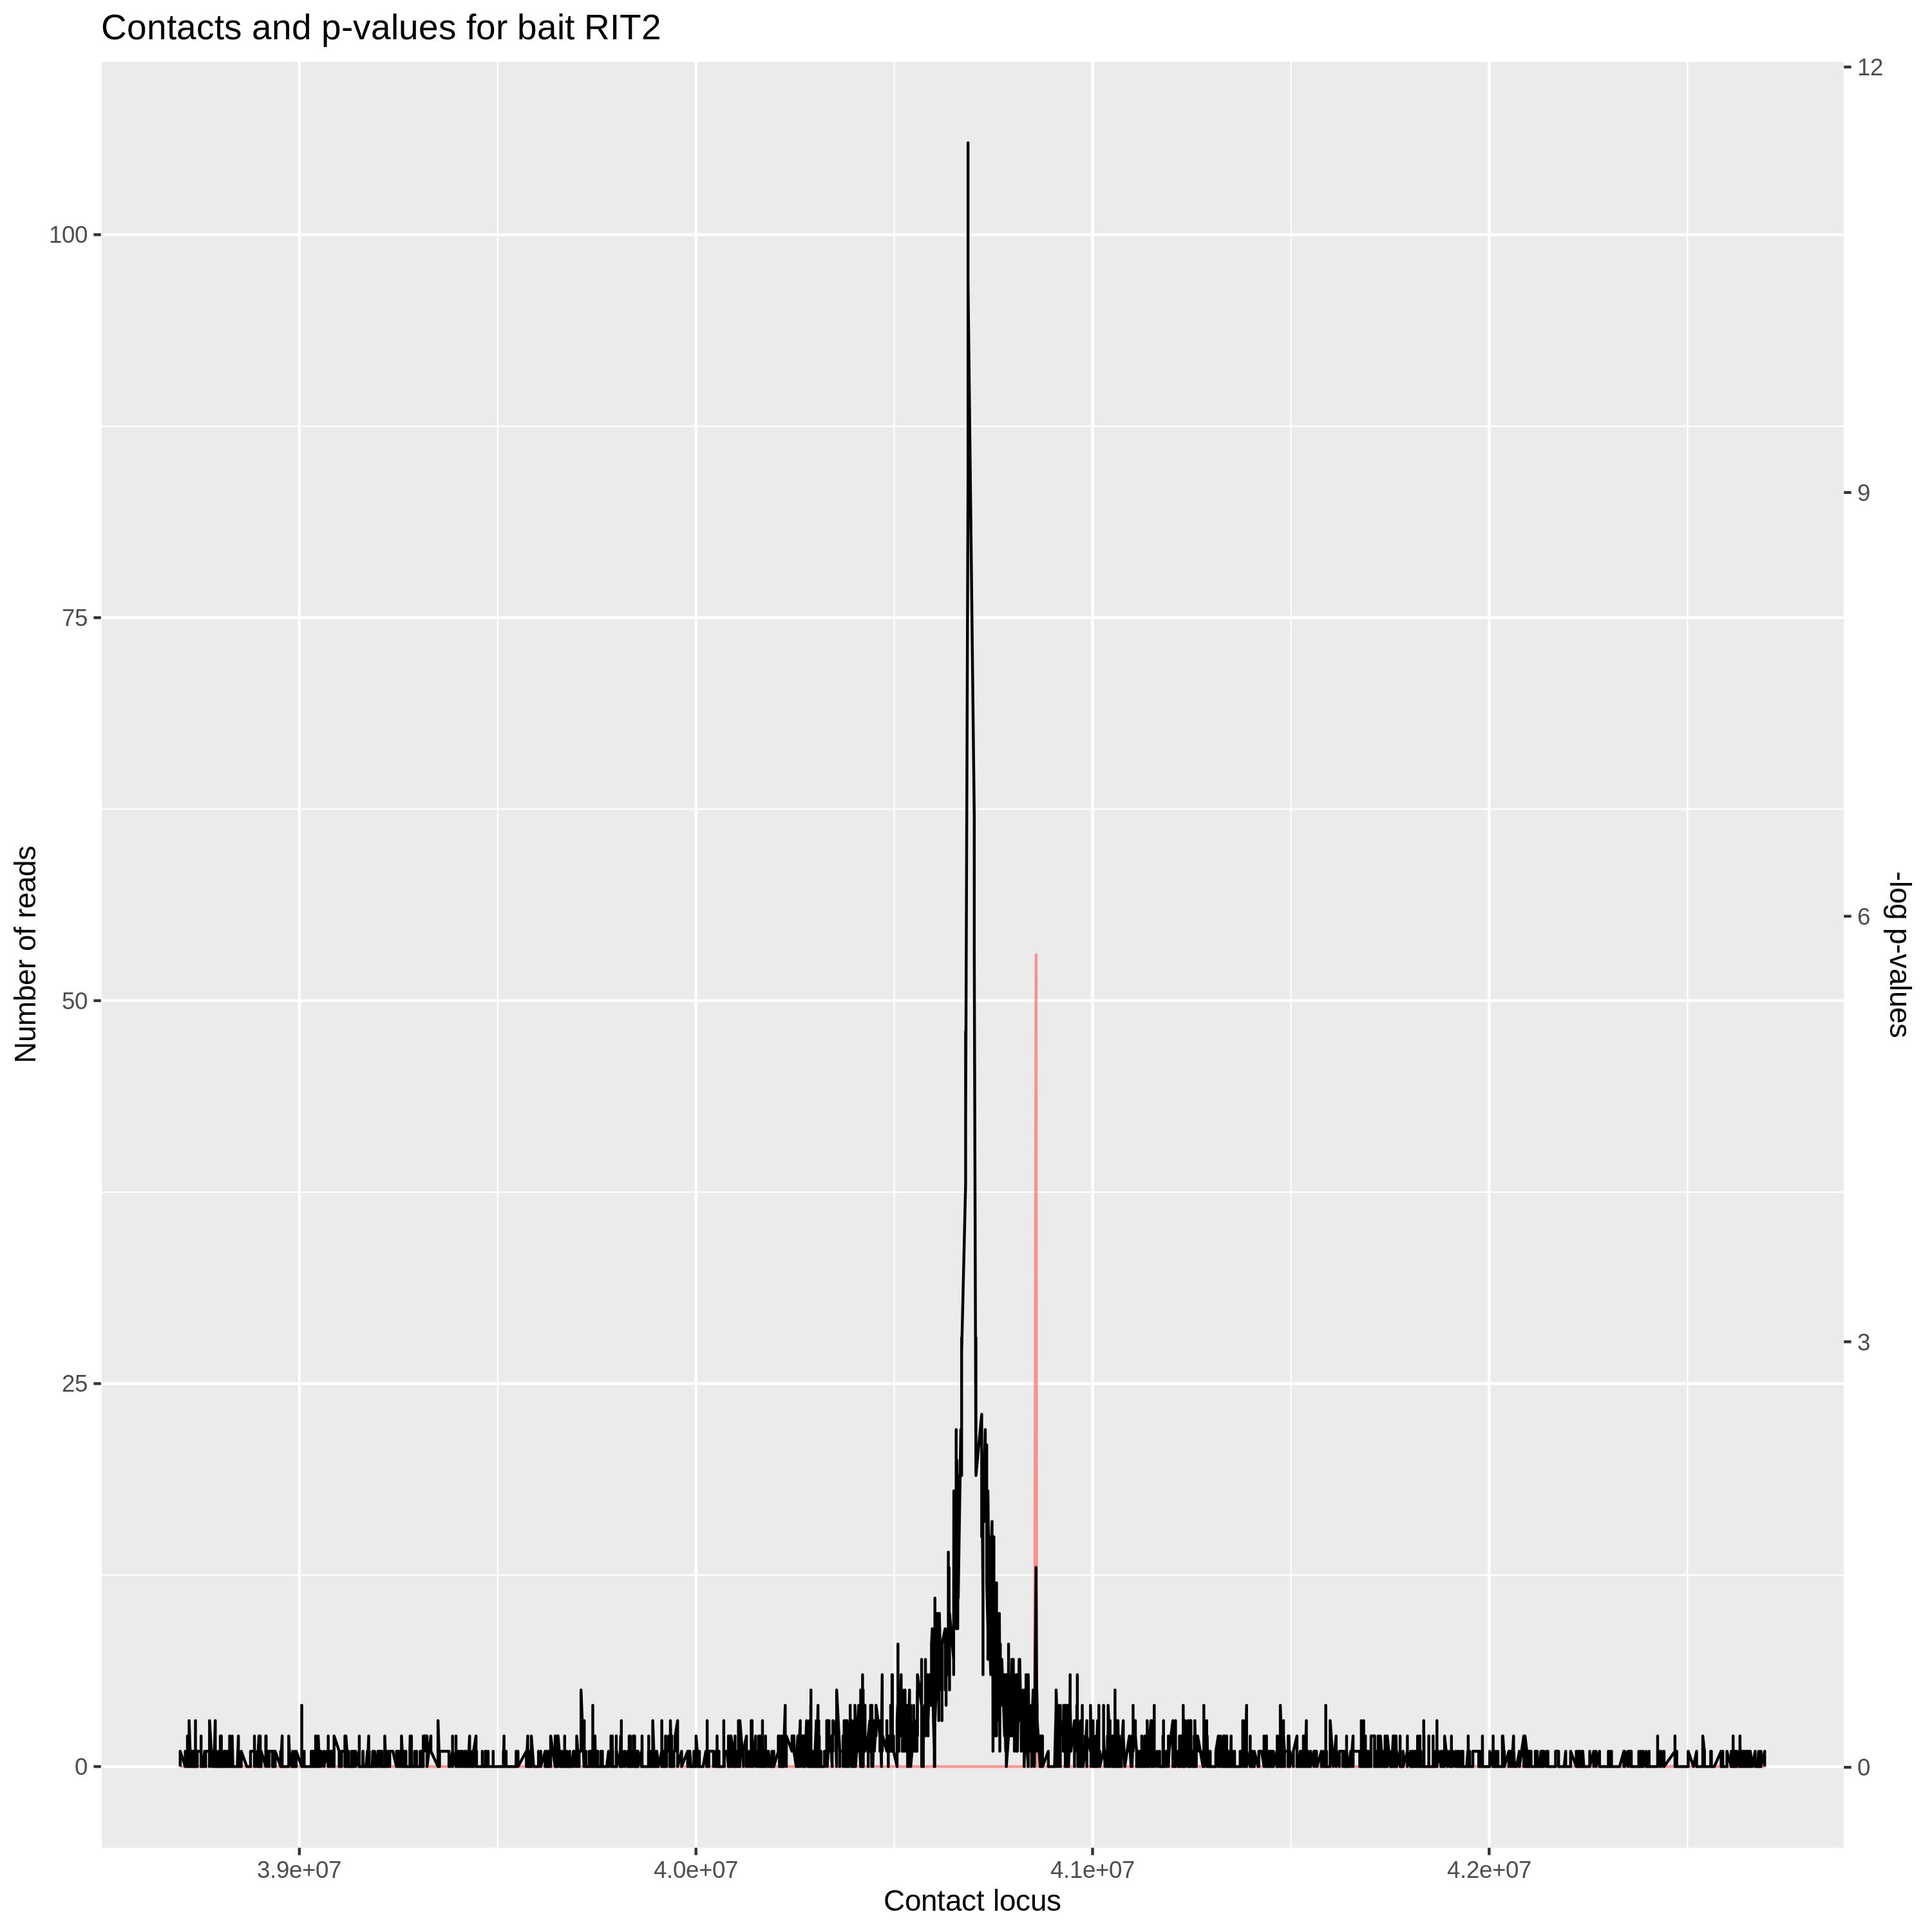 Contacts and p-values for bait RIT2
12
100
9
75
Number of reads
-log p-values
6
50
3
25
0
0
3.9e+07
4.0e+07
4.1e+07
4.2e+07
Contact locus